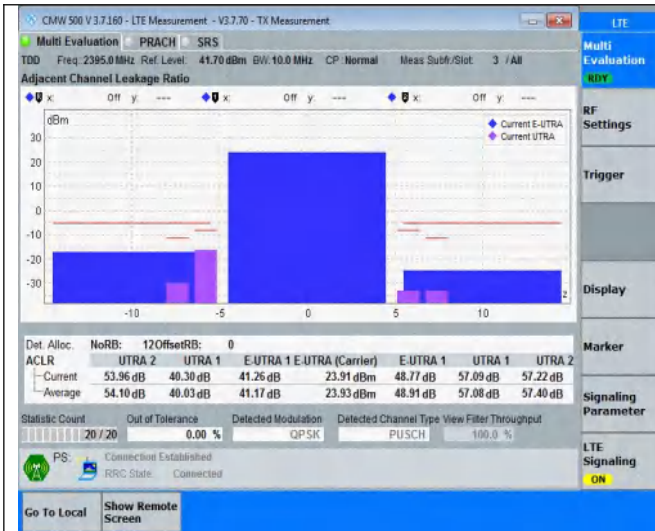 CMW 500 V 3.7.160 - LTE Measurement - V3.7.70 - TX Measurement
LTE
Multi Evaluation PRACH SRS
Multi Evaluation
RDY
TDD Freq.:2395.0 MHz Ref. Level: 41.70 dBm BW:10.0 MHz CP :Normal Meas Subfr./Slot: 3 / All
Adjacent Channel Leakage Ratio
x: Off y: --- x: Off y: --- x: Off y: ---
dBm
Current E-UTRA
Current UTRA
30
20
10
0
-10
-20
-30
-10 -5 0 5 10
RF Settings
Trigger
Display
Marker
Signaling Parameter
LTE Signaling
ON
Det. Alloc. NoRB: 12OffsetRB: 0
ACLR UTRA 2 UTRA 1 E-UTRA 1 E-UTRA (Carrier) E-UTRA 1 UTRA 1 UTRA 2
Current 53.96 dB 40.30 dB 41.26 dB 23.91 dBm 48.77 dB 57.09 dB 57.22 dB
Average 54.10 dB 40.03 dB 41.17 dB 23.93 dBm 48.91 dB 57.08 dB 57.40 dB
Statistic Count Out of Tolerance Detected Modulation Detected Channel Type View Filter Throughput
20 / 20 0.00 % QPSK PUSCH 100.0 %
PS: Connection Established
RRC State: Connected
Go To Local
Show Remote Screen